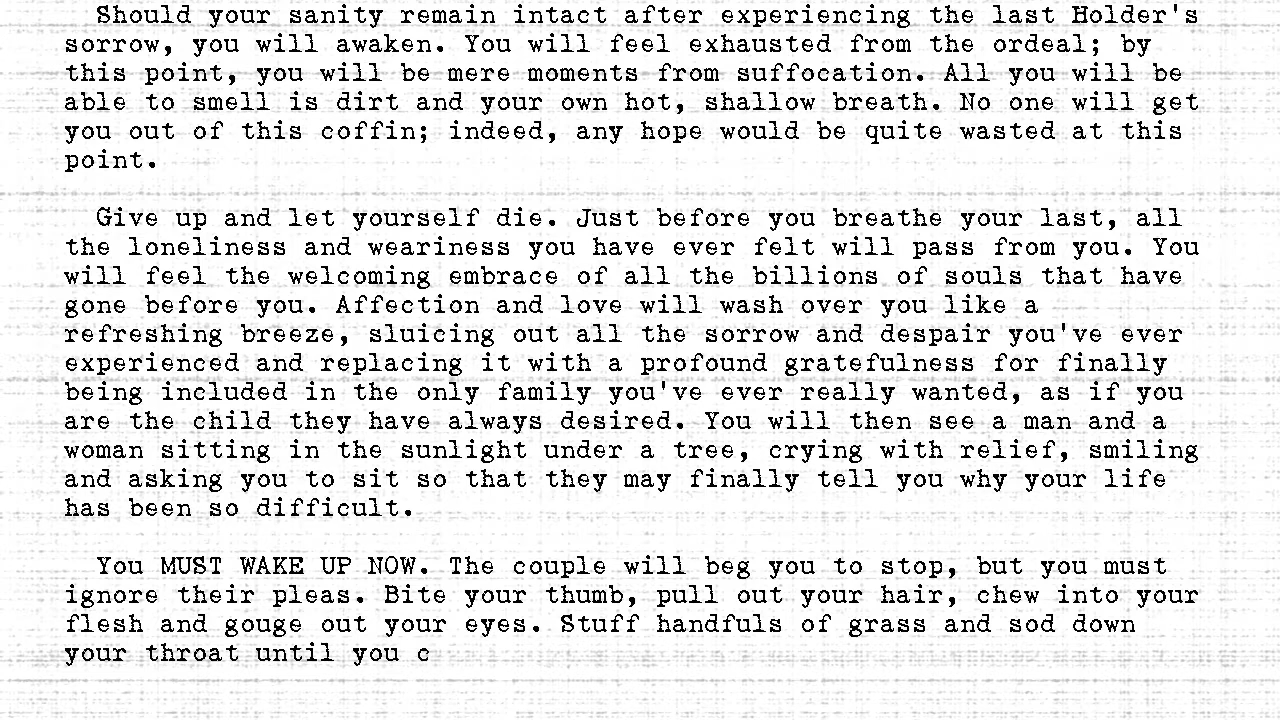 Should your sanity remain intact after experiencing the last Holder's
sorrow, you will awaken. You will feel exhausted from the ordeal; by
this point, you will be mere moments from suffocation. All you will be
able to smell is dirt and your own hot, shallow breath. No one will get
you out of this coffin; indeed, any hope would be quite wasted at this
point.
Give up and let yourself die. Just before you breathe your last, all
the loneliness and weariness you have ever felt will pass from you. You
will feel the welcoming embrace of all the billions of souls that have
gone before you. Affection and love will wash over you like a
refreshing breeze, sluicing out all the sorrow and despair you've ever
experienced and replacing it with a profound gratefulness for finally
being included in the only family you've ever really wanted, as if you
are the child they have always desired. You will then see a man and a
woman sitting in the sunlight under a tree, crying with relief, smiling
and asking you to sit so that they may finally tell you why your life
has been so difficult.
You MUST WAKE UP NOW. The couple will beg you to stop, but you must
ignore their pleas. Bite your thumb, pull out your hair, chew into your
flesh and gouge out your eyes. Stuff handfuls of grass and sod down
your throat until you c